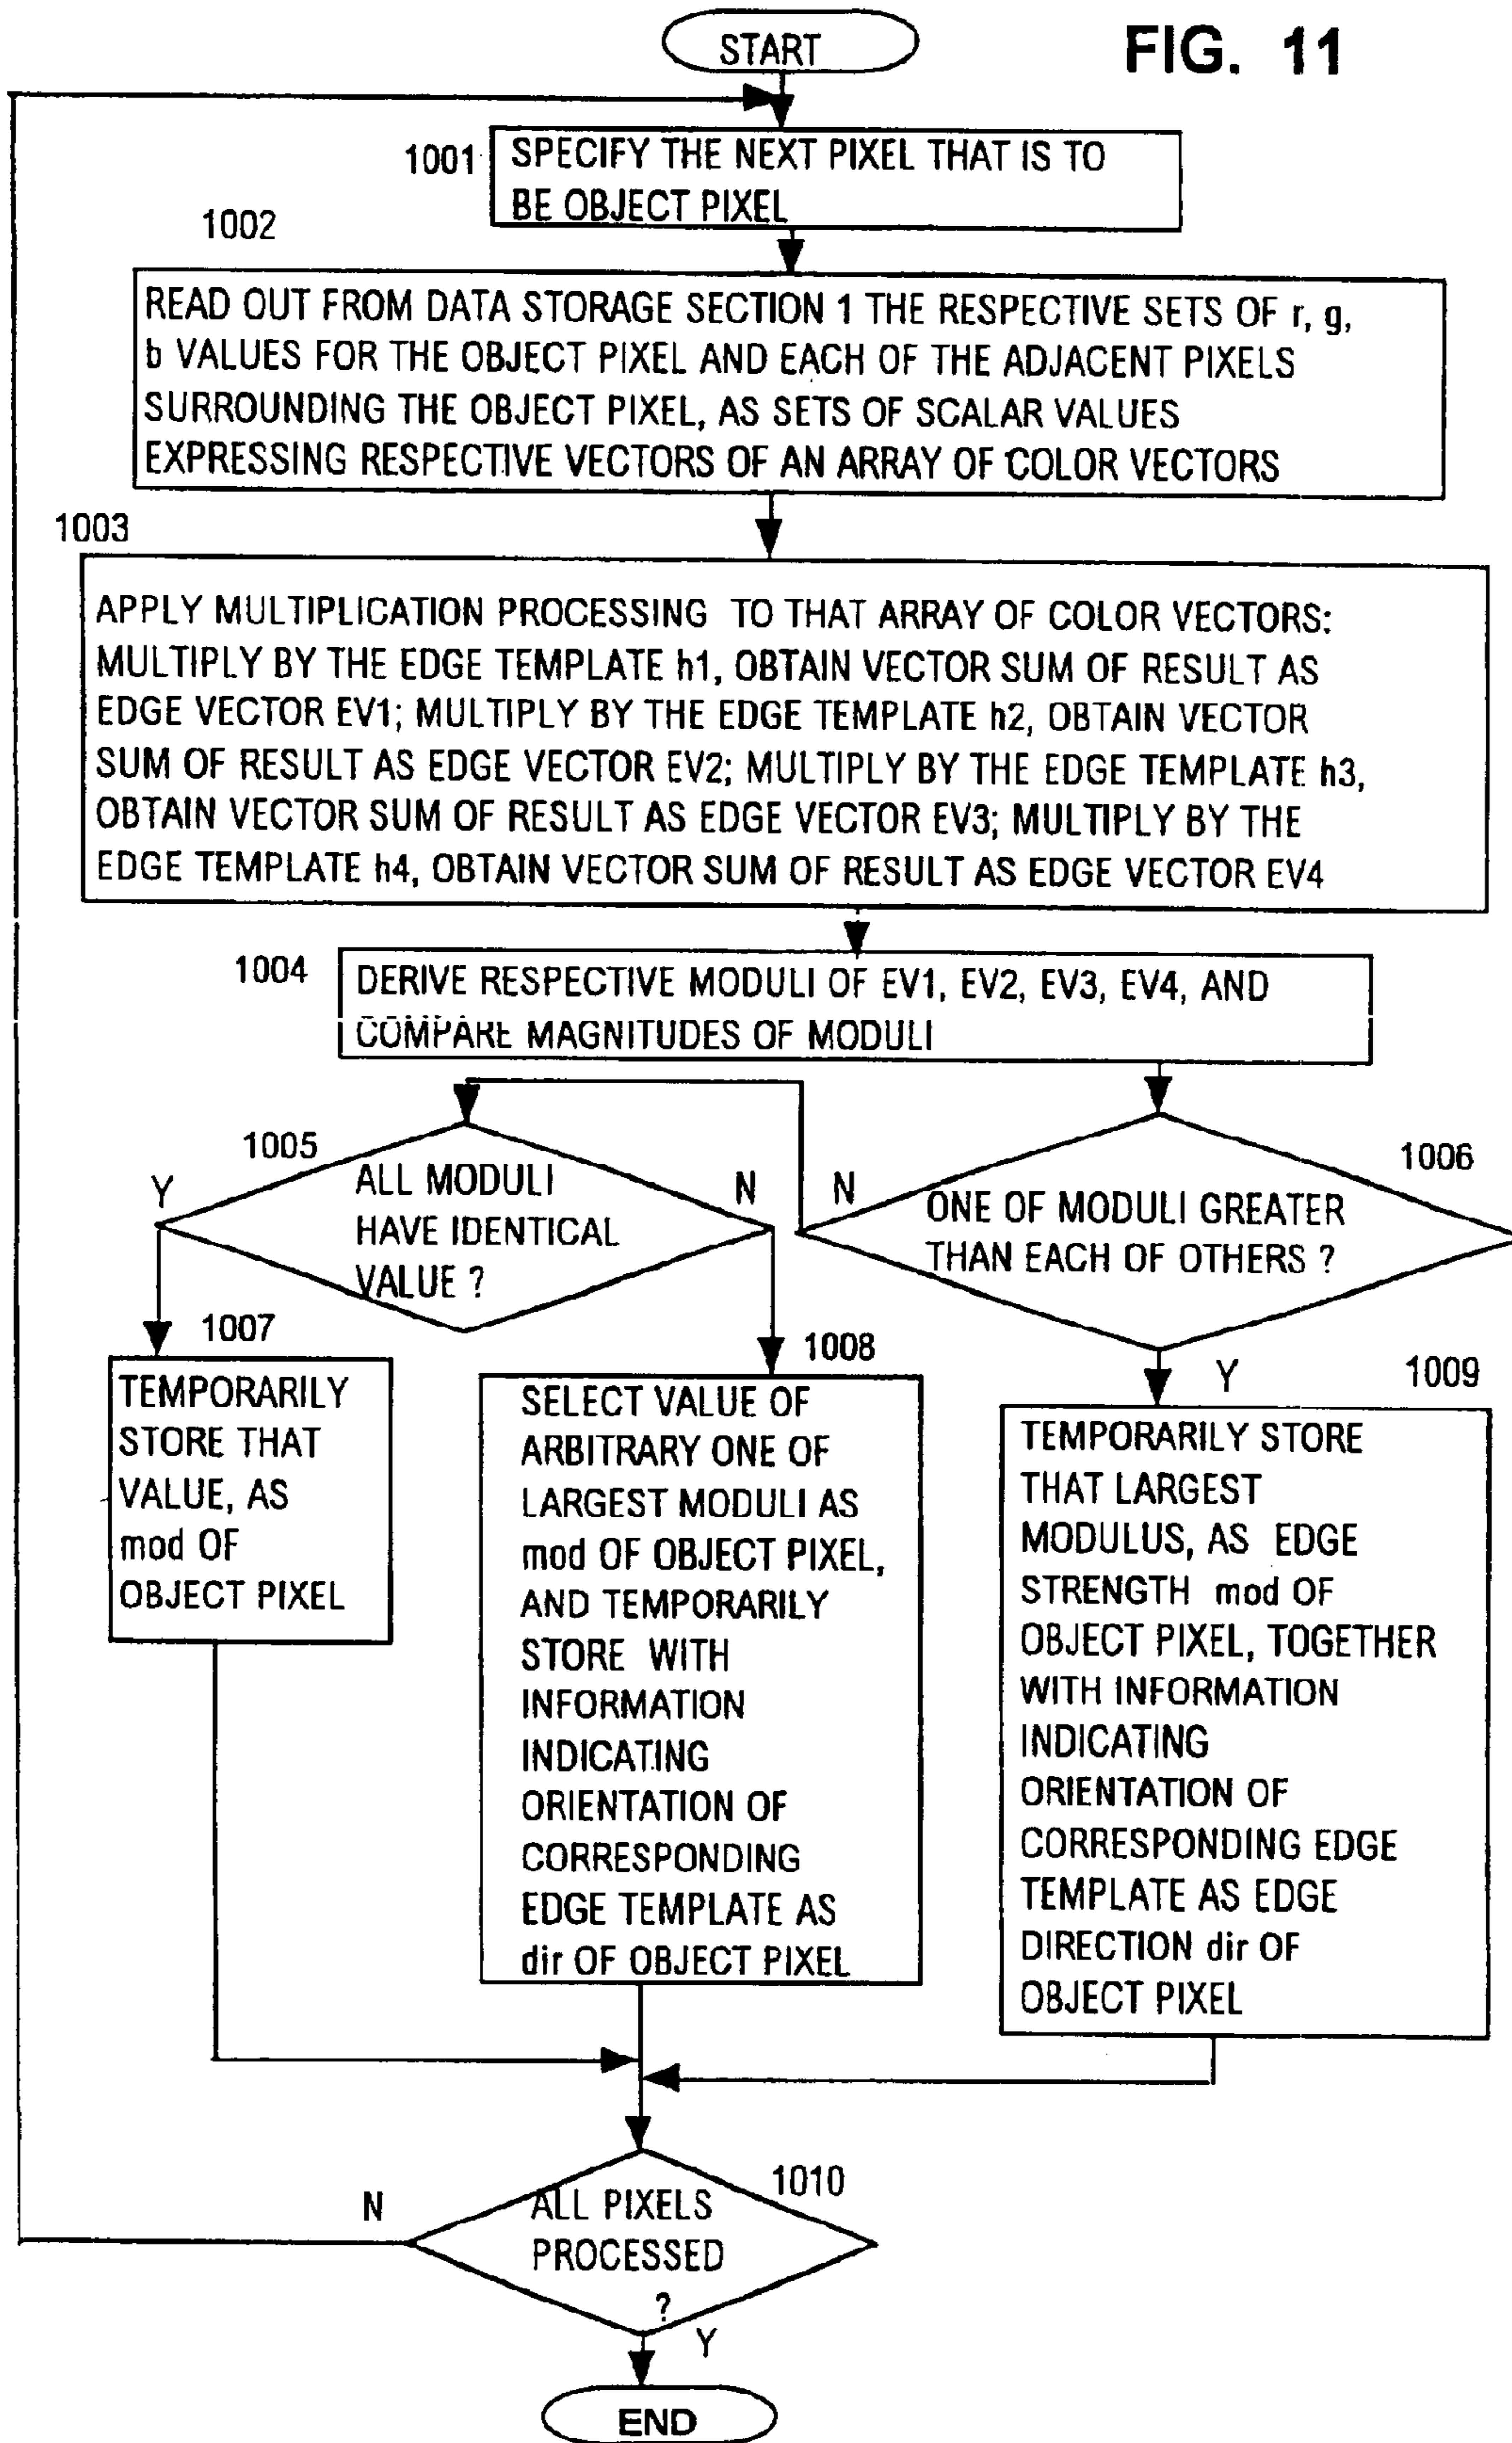 START
FIG. 11
1001
SPECIFY THE NEXT PIXEL THAT IS TO
BE OBJECT PIXEL
1002
READ OUT FROM DATA STORAGE SECTION 1 THE RESPECTIVE SETS OF r, g,
b VALUES FOR THE OBJECT PIXEL AND EACH OF THE ADJACENT PIXELS
SURROUNDING THE OBJECT PIXEL, AS SETS OF SCALAR VALUES
EXPRESSING RESPECTIVE VECTORS OF AN ARRAY OF COLOR VECTORS
1003
APPLY MULTIPLICATION PROCESSING TO THAT ARRAY OF COLOR VECTORS:
MULTIPLY BY THE EDGE TEMPLATE h1, OBTAIN VECTOR SUM OF RESULT AS
EDGE VECTOR EV1; MULTIPLY BY THE EDGE TEMPLATE h2, OBTAIN VECTOR
SUM OF RESULT AS EDGE VECTOR EV2; MULTIPLY BY THE EDGE TEMPLATE h3,
OBTAIN VECTOR SUM OF RESULT AS EDGE VECTOR EV3; MULTIPLY BY THE
EDGE TEMPLATE h4, OBTAIN VECTOR SUM OF RESULT AS EDGE VECTOR EV4
1004
DERIVE RESPECTIVE MODULI OF EV1, EV2, EV3, EV4, AND
COMPARE MAGNITUDES OF MODULI
1005
Y
ALL MODULI
HAVE IDENTICAL
VALUE ?
N
N
1006
ONE OF MODULI GREATER
THAN EACH OF OTHERS ?
Y
1007
TEMPORARILY
STORE THAT
VALUE, AS
mod OF
OBJECT PIXEL
1008
SELECT VALUE OF
ARBITRARY ONE OF
LARGEST MODULI AS
mod OF OBJECT PIXEL,
AND TEMPORARILY
STORE WITH
INFORMATION
INDICATING
ORIENTATION OF
CORRESPONDING
EDGE TEMPLATE AS
dir OF OBJECT PIXEL
1009
TEMPORARILY STORE
THAT LARGEST
MODULUS, AS EDGE
STRENGTH mod OF
OBJECT PIXEL, TOGETHER
WITH INFORMATION
INDICATING
ORIENTATION OF
CORRESPONDING EDGE
TEMPLATE AS EDGE
DIRECTION dir OF
OBJECT PIXEL
1010
N
ALL PIXELS
PROCESSED
?
Y
END